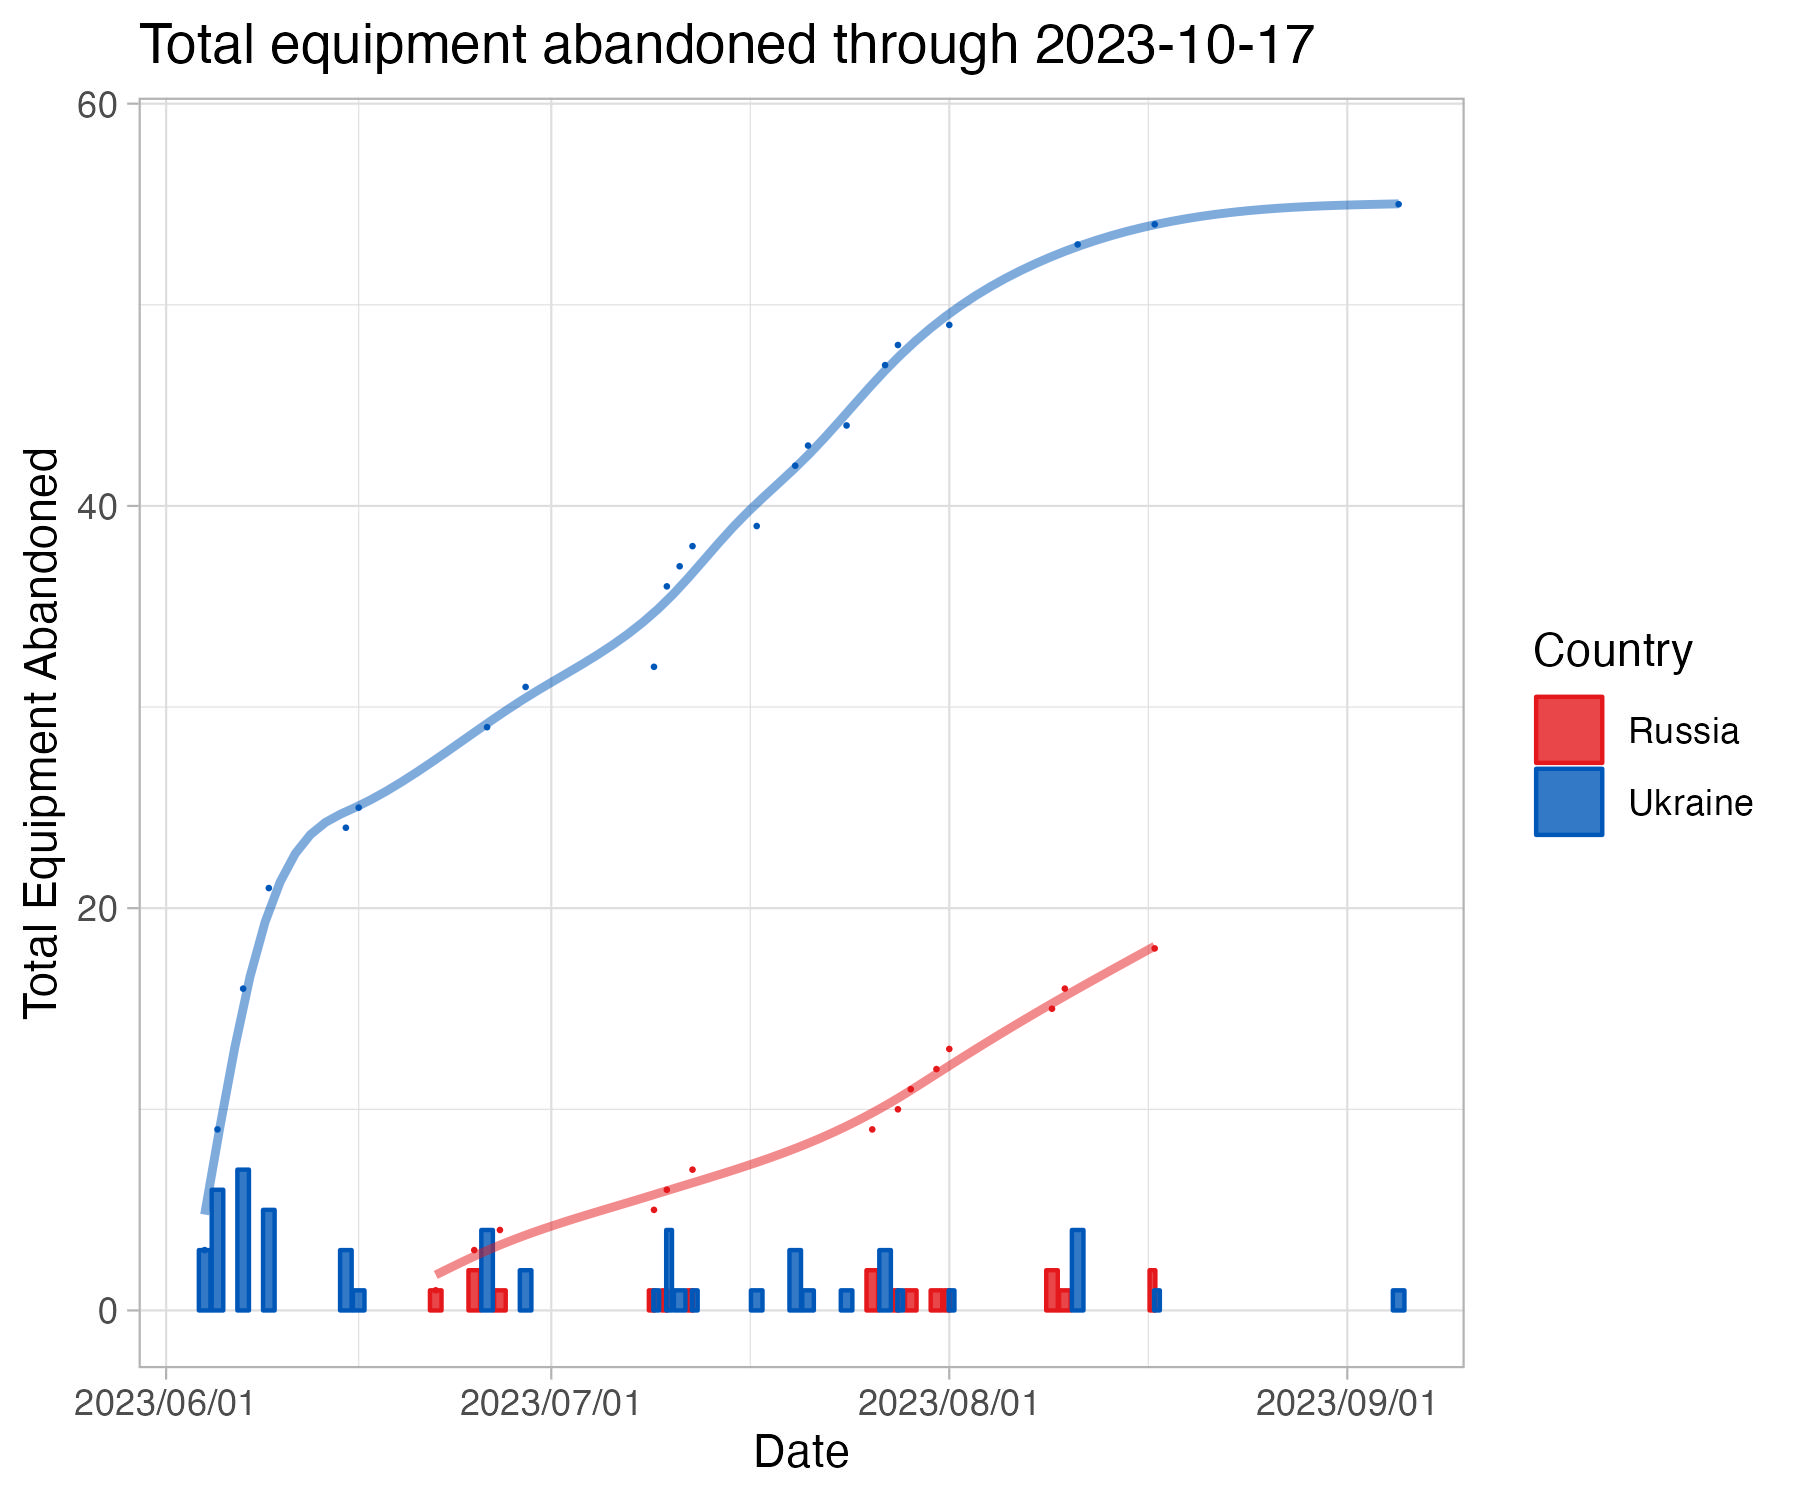 Total equipment abandoned through 2023-10-17
Total Equipment Abandoned
60
40
20
0
2023/06/01
2023/07/01
2023/08/01
2023/09/01
Date
Country
Russia
Ukraine